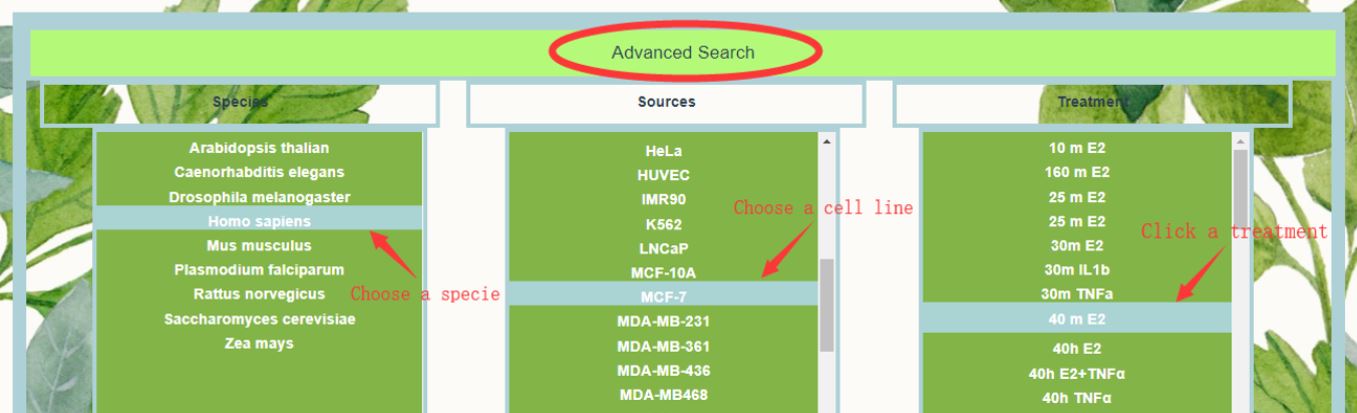 Advanced Search
Species
Sources
Treatment
Arabidopsis thalian
Caenorhabditis elegans
Drosophila melanogaster
Homo sapiens
Mus musculus
Plasmodium falciparum
Rattus norvegicus
Saccharomyces cerevisiae
Zea mays
Choose a specie
HeLa
HUVEC
IMR90
K562
LNCaP
MCF-10A
MCF-7
MDA-MB-231
MDA-MB-361
MDA-MB-436
MDA-MB468
Choose a cell line
10 m E2
160 m E2
25 m E2
25 m E2
30m E2
30m IL1b
30m TNFa
40 m E2
40h E2
40h E2+TNFα
40h TNFα
Click a treatment